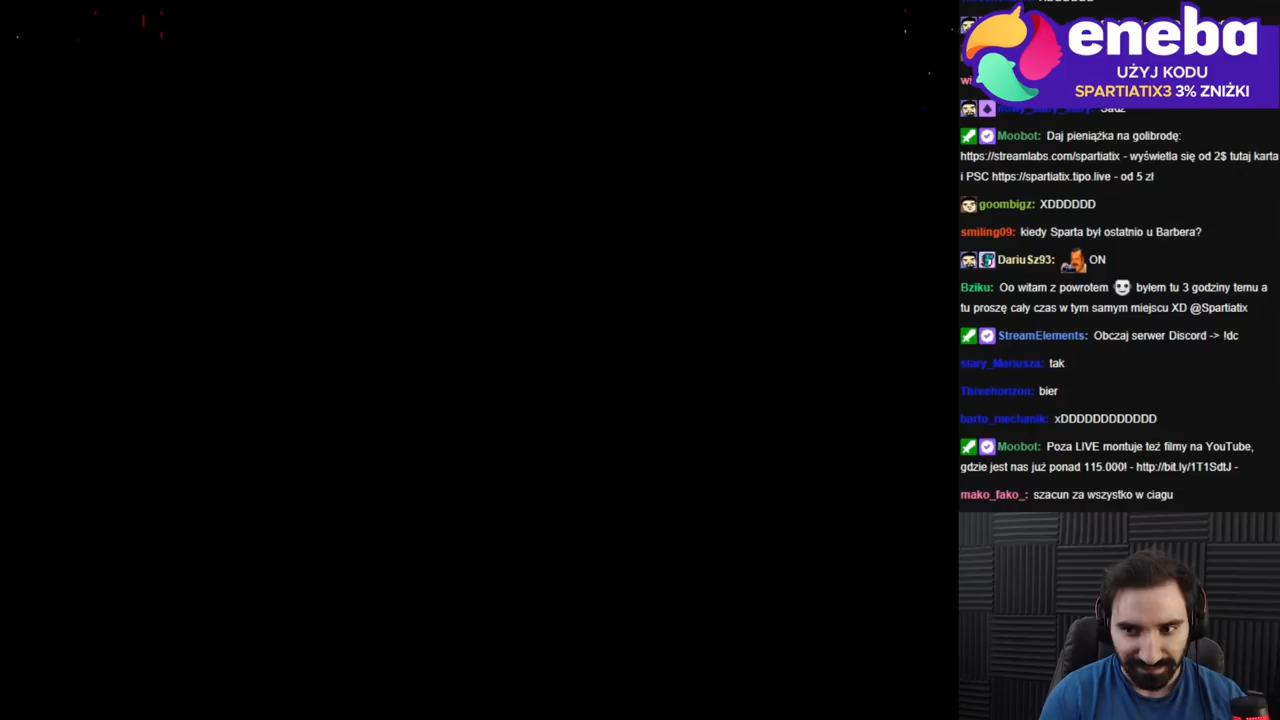 eneba
UŻYJ KODU
SPARTIATIX3 3% ZNIŻKI
Moobot: Daj pieniążka na golibrodę:
https://streamlabs.com/spartiatix - wyświetla się od 2$ tutaj karta
i PSC https://spartiatix.tipo.live - od 5 zł
goombigz: XDDDDDD
smiling09: kiedy Sparta był ostatnio u Barbera?
DariuSz93: ON
Bziku: Oo witam z powrotem byłem tu 3 godziny temu a
tu proszę cały czas w tym samym miejscu XD @Spartiatix
StreamElements: Obczaj serwer Discord -> !dc
stary_Mariusza: tak
Threehorizon: bier
barto_mechanik: xDDDDDDDDDDDD
Moobot: Poza LIVE montuje też filmy na YouTube,
gdzie jest nas już ponad 115.000! - http://bit.ly/1T1SdtJ -
mako_fako_: szacun za wszystko w ciagu